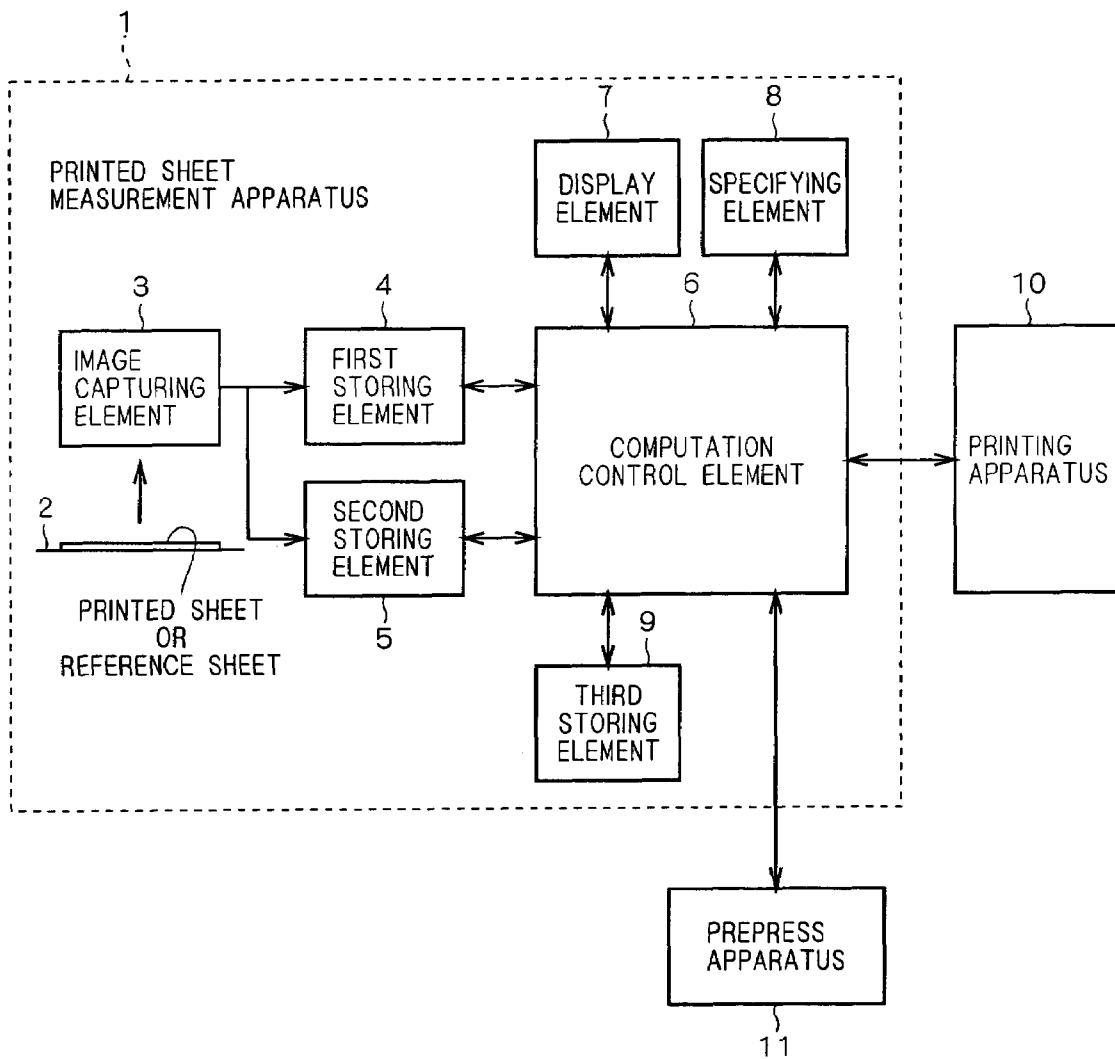 1
PRINTED SHEET
MEASUREMENT APPARATUS
7
DISPLAY
ELEMENT
8
SPECIFYING
ELEMENT
3
IMAGE
CAPTURING
ELEMENT
4
FIRST
STORING
ELEMENT
6
COMPUTATION
CONTROL ELEMENT
10
PRINTING
APPARATUS
2
PRINTED SHEET
OR
REFERENCE SHEET
SECOND
STORING
ELEMENT
5
9
THIRD
STORING
ELEMENT
PREPRESS
APPARATUS
11